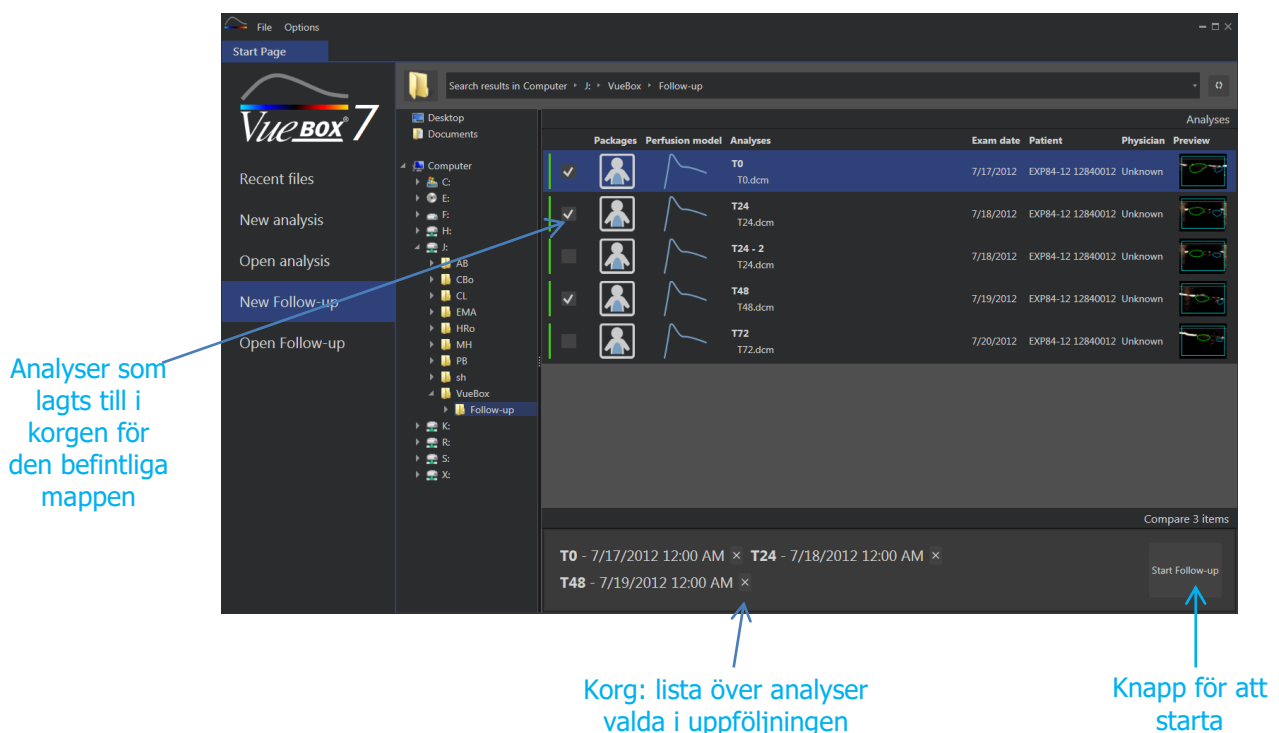 File Options
Start Page
VUEBOX® 7
Recent files
New analysis
Open analysis
New Follow-up
Open Follow-up
Search results in Computer J: VueBox Follow-up
Desktop
Documents
Computer
C:
E:
F:
H:
J:
AB
CBo
CL
EMA
HRo
MH
PB
sh
VueBox
Follow-up
K:
R:
S:
X:
Analyses
Packages Perfusion model Analyses Exam date Patient Physician Preview
T0
T0.dcm
7/17/2012 EXP84-12 12840012 Unknown
T24
T24.dcm
7/18/2012 EXP84-12 12840012 Unknown
T24 - 2
T24.dcm
7/18/2012 EXP84-12 12840012 Unknown
T48
T48.dcm
7/19/2012 EXP84-12 12840012 Unknown
T72
T72.dcm
7/20/2012 EXP84-12 12840012 Unknown
Compare 3 items
T0 - 7/17/2012 12:00 AM × T24 - 7/18/2012 12:00 AM ×
T48 - 7/19/2012 12:00 AM ×
Start Follow-up
Analyser som
lagts till i
korgen för
den befintliga
mappen
Korg: lista över analyser
valda i uppföljningen
Knapp för att
starta